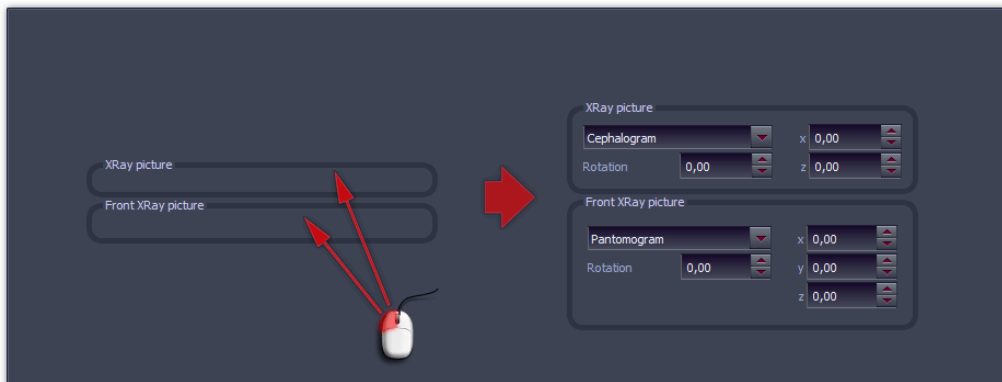 XRay picture
Front XRay picture
XRay picture
Cephalogram x 0,00
Rotation 0,00 z 0,00
Front XRay picture
Pantomogram x 0,00
Rotation 0,00 y 0,00
z 0,00